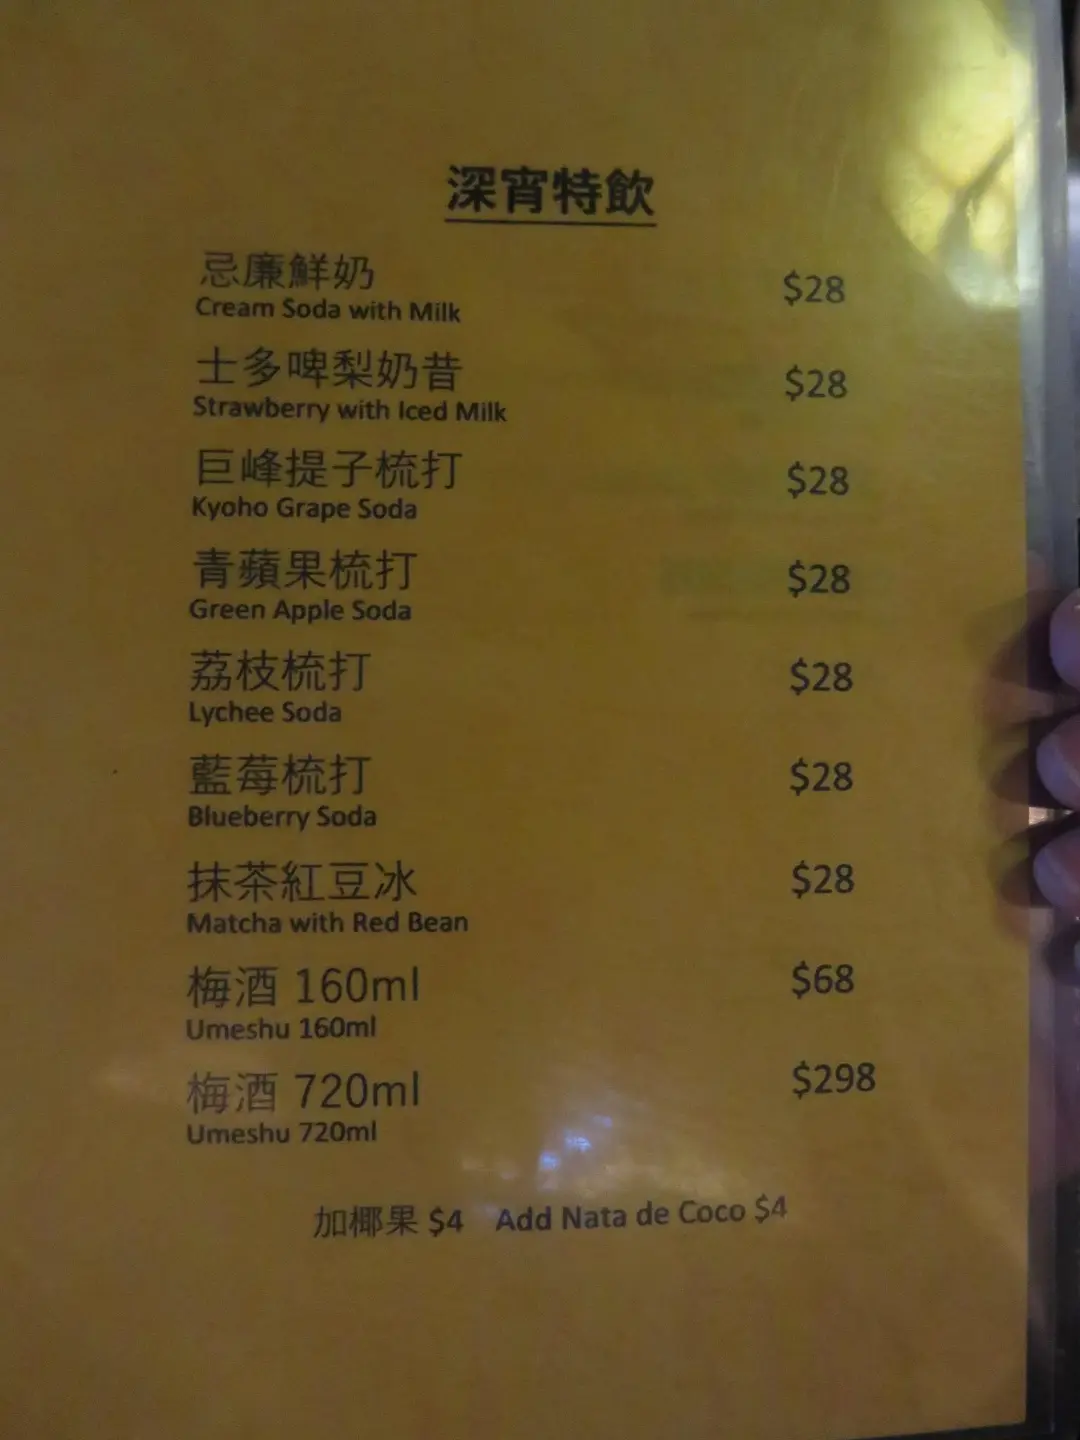 深宵特飲
忌廉鮮奶 $28
Cream Soda with Milk
士多啤梨奶昔 $28
Strawberry with Iced Milk
巨峰提子梳打 $28
Kyoho Grape Soda
青蘋果梳打 $28
Green Apple Soda
荔枝梳打 $28
Lychee Soda
藍莓梳打 $28
Blueberry Soda
抹茶紅豆冰 $28
Matcha with Red Bean
梅酒 160ml $68
Umeshu 160ml
梅酒 720ml $298
Umeshu 720ml
加椰果 $4 Add Nata de Coco $4